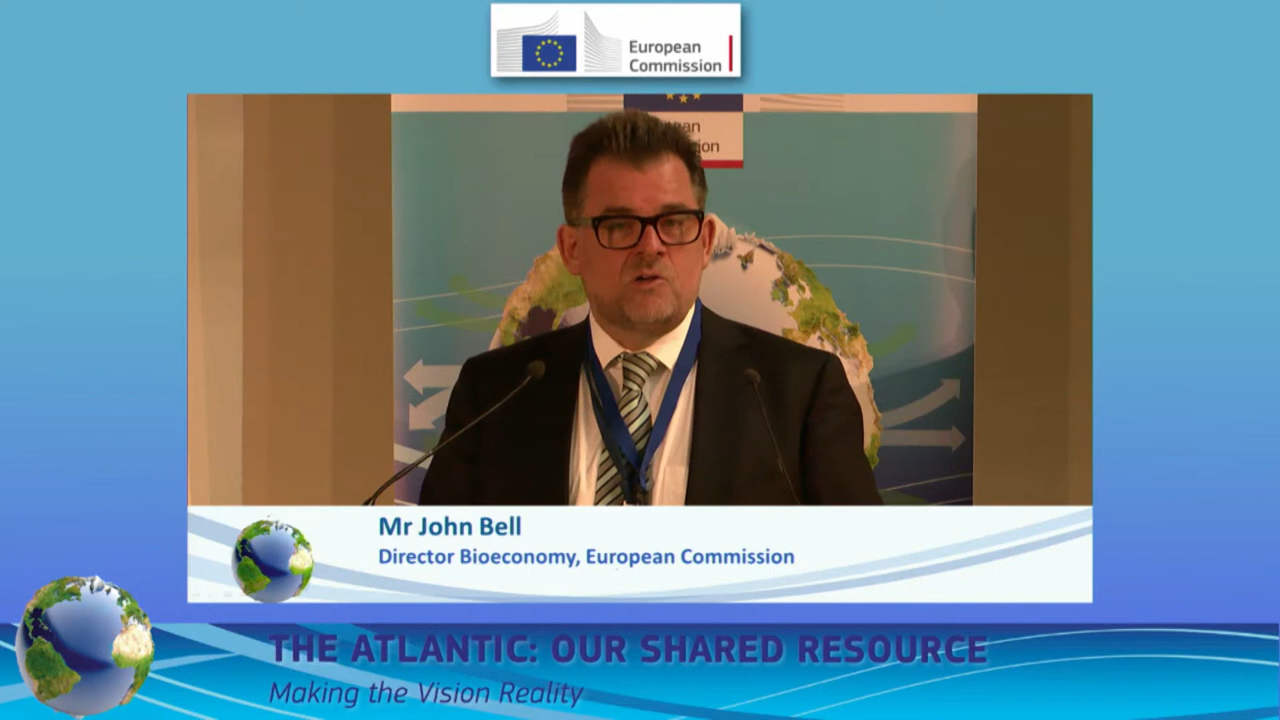 European
Commission
Mr John Bell
Director Bioeconomy, European Commission
THE ATLANTIC: OUR SHARED RESOURCE
Making the Vision Reality